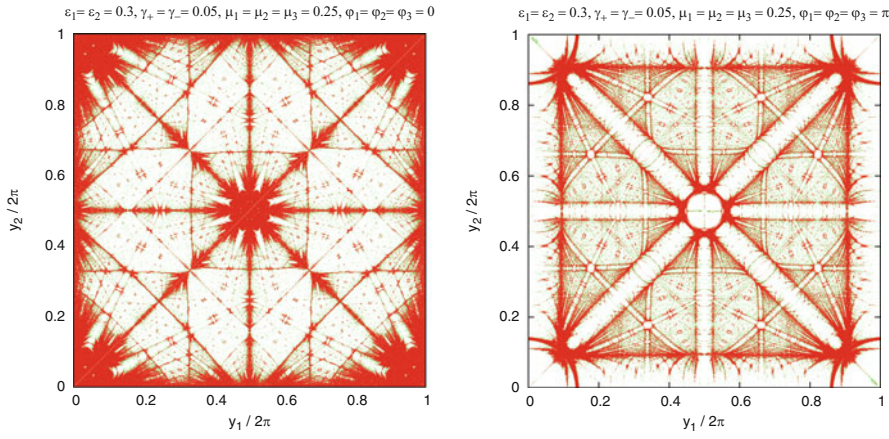 ε1= ε2 = 0.3, γ+ = γ−= 0.05, μ1 = μ2 = μ3 = 0.25, φ1= φ2= φ3 = 0
1
0.8
0.6
0.4
0.2
0
0 0.2 0.4 0.6 0.8 1
y2 / 2π
y1 / 2π
ε1= ε2 = 0.3, γ+ = γ−= 0.05, μ1 = μ2 = μ3 = 0.25, φ1= φ2= φ3 = π
1
0.8
0.6
0.4
0.2
0
0 0.2 0.4 0.6 0.8 1
y2 / 2π
y1 / 2π